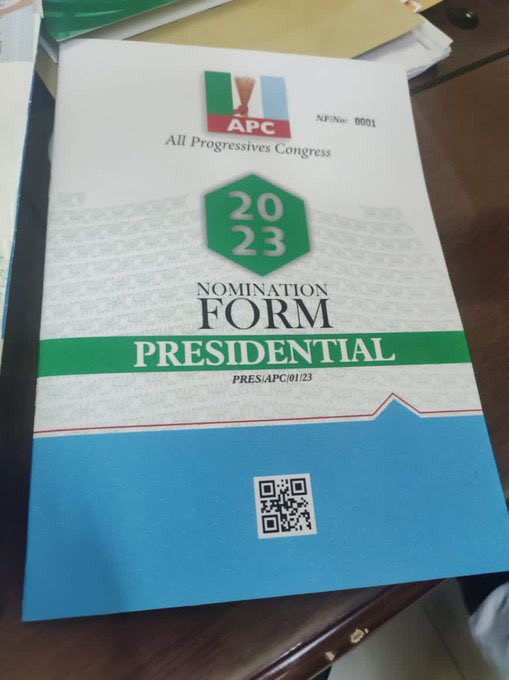 APC
NF/No: 0001
All Progressives Congress
20
23
NOMINATION
FORM
PRESIDENTIAL
PRES/APC/01/23